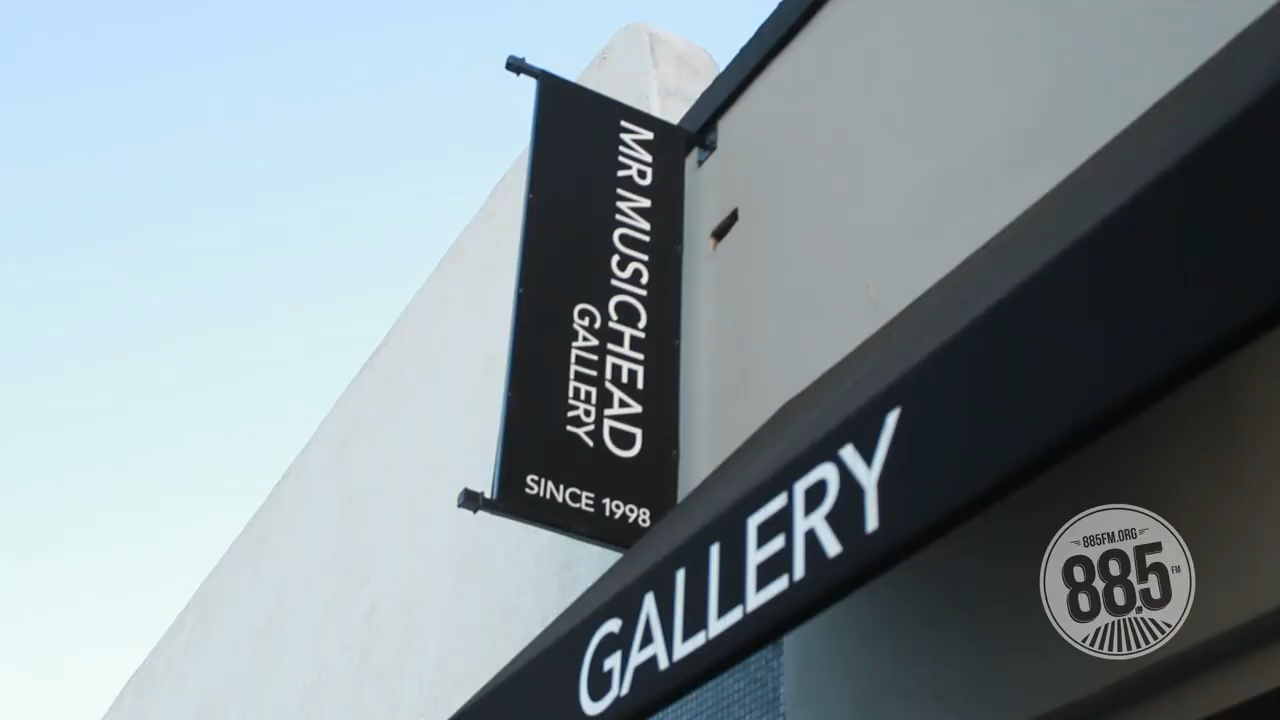 MR MUSICHEAD
GALLERY
SINCE 1998
GALLERY
885FM.ORG
88.5 FM